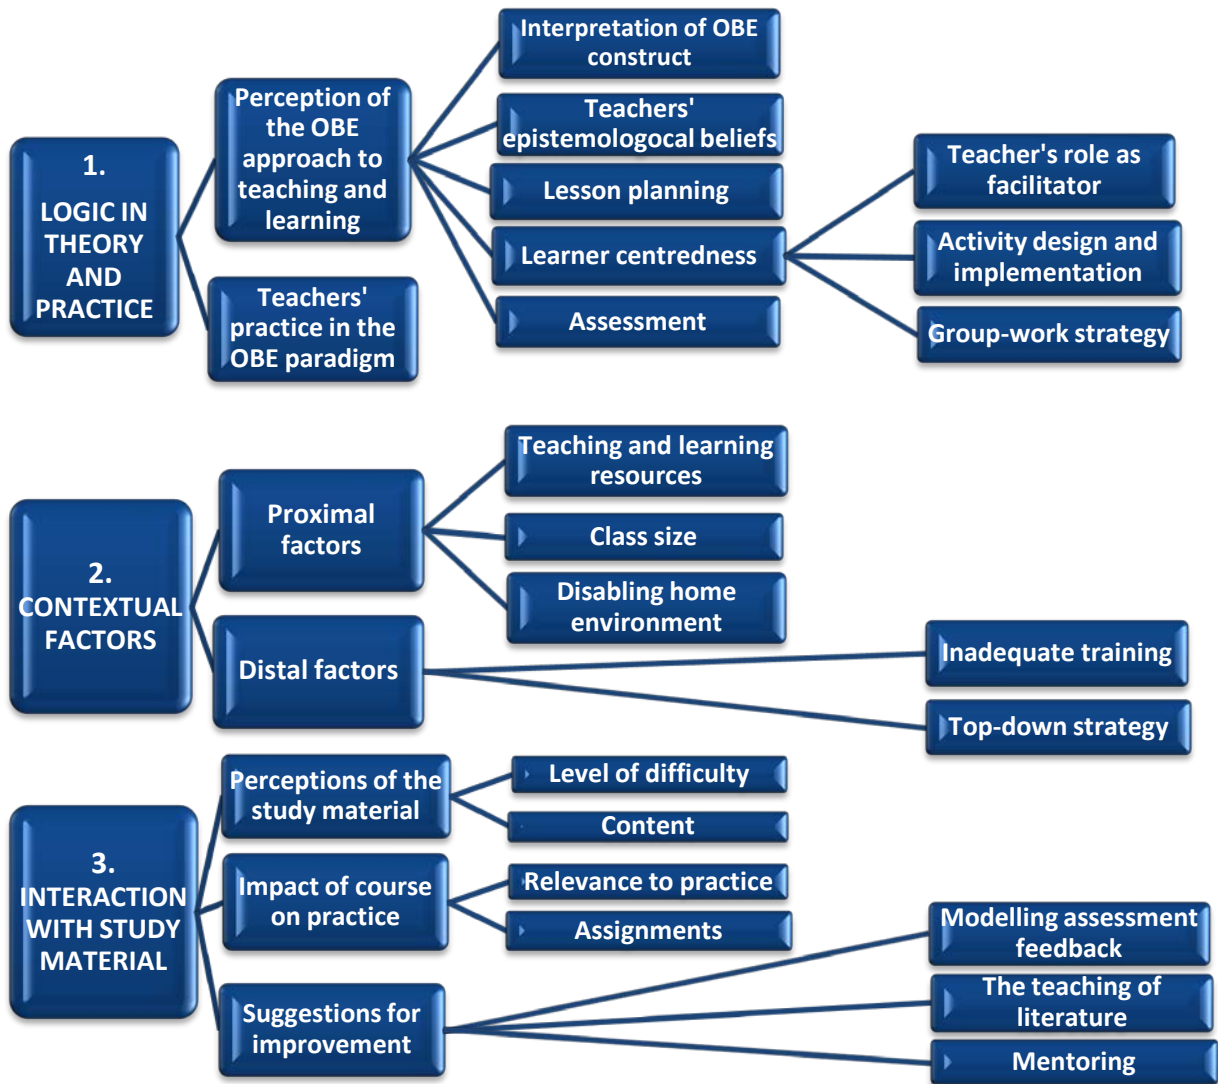 1.
LOGIC IN
THEORY
AND
PRACTICE
Perception of
the OBE
approach to
teaching and
learning
Teachers'
practice in the
OBE paradigm
Interpretation of OBE
construct
Teachers'
epistemologocal beliefs
Lesson planning
Learner centredness
Assessment
Teacher's role as
facilitator
Activity design and
implementation
Group-work strategy
2.
CONTEXTUAL
FACTORS
Proximal
factors
Distal factors
Teaching and learning
resources
Class size
Disabling home
environment
Inadequate training
Top-down strategy
3.
INTERACTION
WITH STUDY
MATERIAL
Perceptions of the
study material
Level of difficulty
Content
Impact of course
on practice
Relevance to practice
Assignments
Suggestions for
improvement
Modelling assessment
feedback
The teaching of
literature
Mentoring